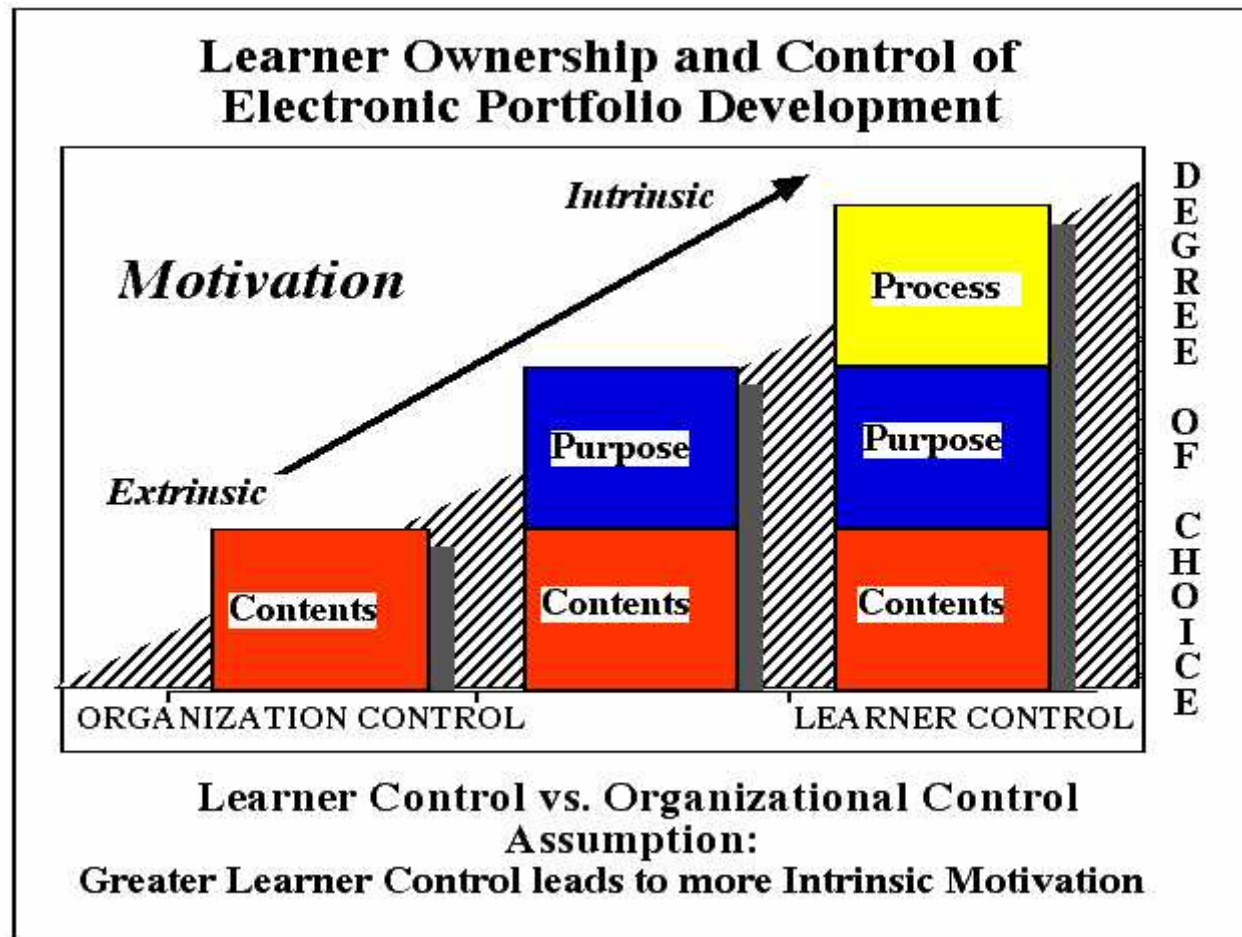 Learner Ownership and Control of
Electronic Portfolio Development
Intrinsic
Motivation
Extrinsic
Process
Purpose
Purpose
Contents
Contents
Contents
ORGANIZATION CONTROL
LEARNER CONTROL
DEGREE OF CHOICE
Learner Control vs. Organizational Control
Assumption:
Greater Learner Control leads to more Intrinsic Motivation